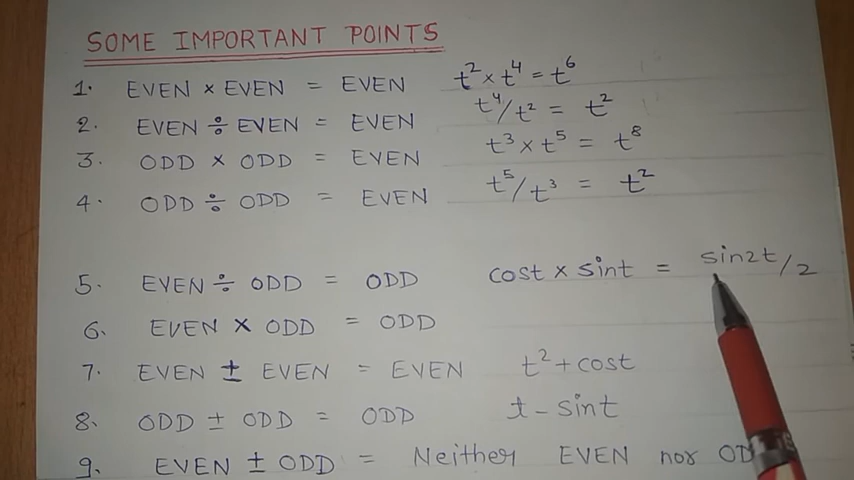 SOME IMPORTANT POINTS
1. EVEN × EVEN = EVEN t² × t⁴ = t⁶
2. EVEN ÷ EVEN = EVEN t⁴/t² = t²
3. ODD × ODD = EVEN t³ × t⁵ = t⁸
4. ODD ÷ ODD = EVEN t⁵/t³ = t²
5. EVEN ÷ ODD = ODD cost × sint = sin2t/2
6. EVEN × ODD = ODD
7. EVEN ± EVEN = EVEN t² + cost
8. ODD ± ODD = ODD t - sint
9. EVEN ± ODD = Neither EVEN nor OD